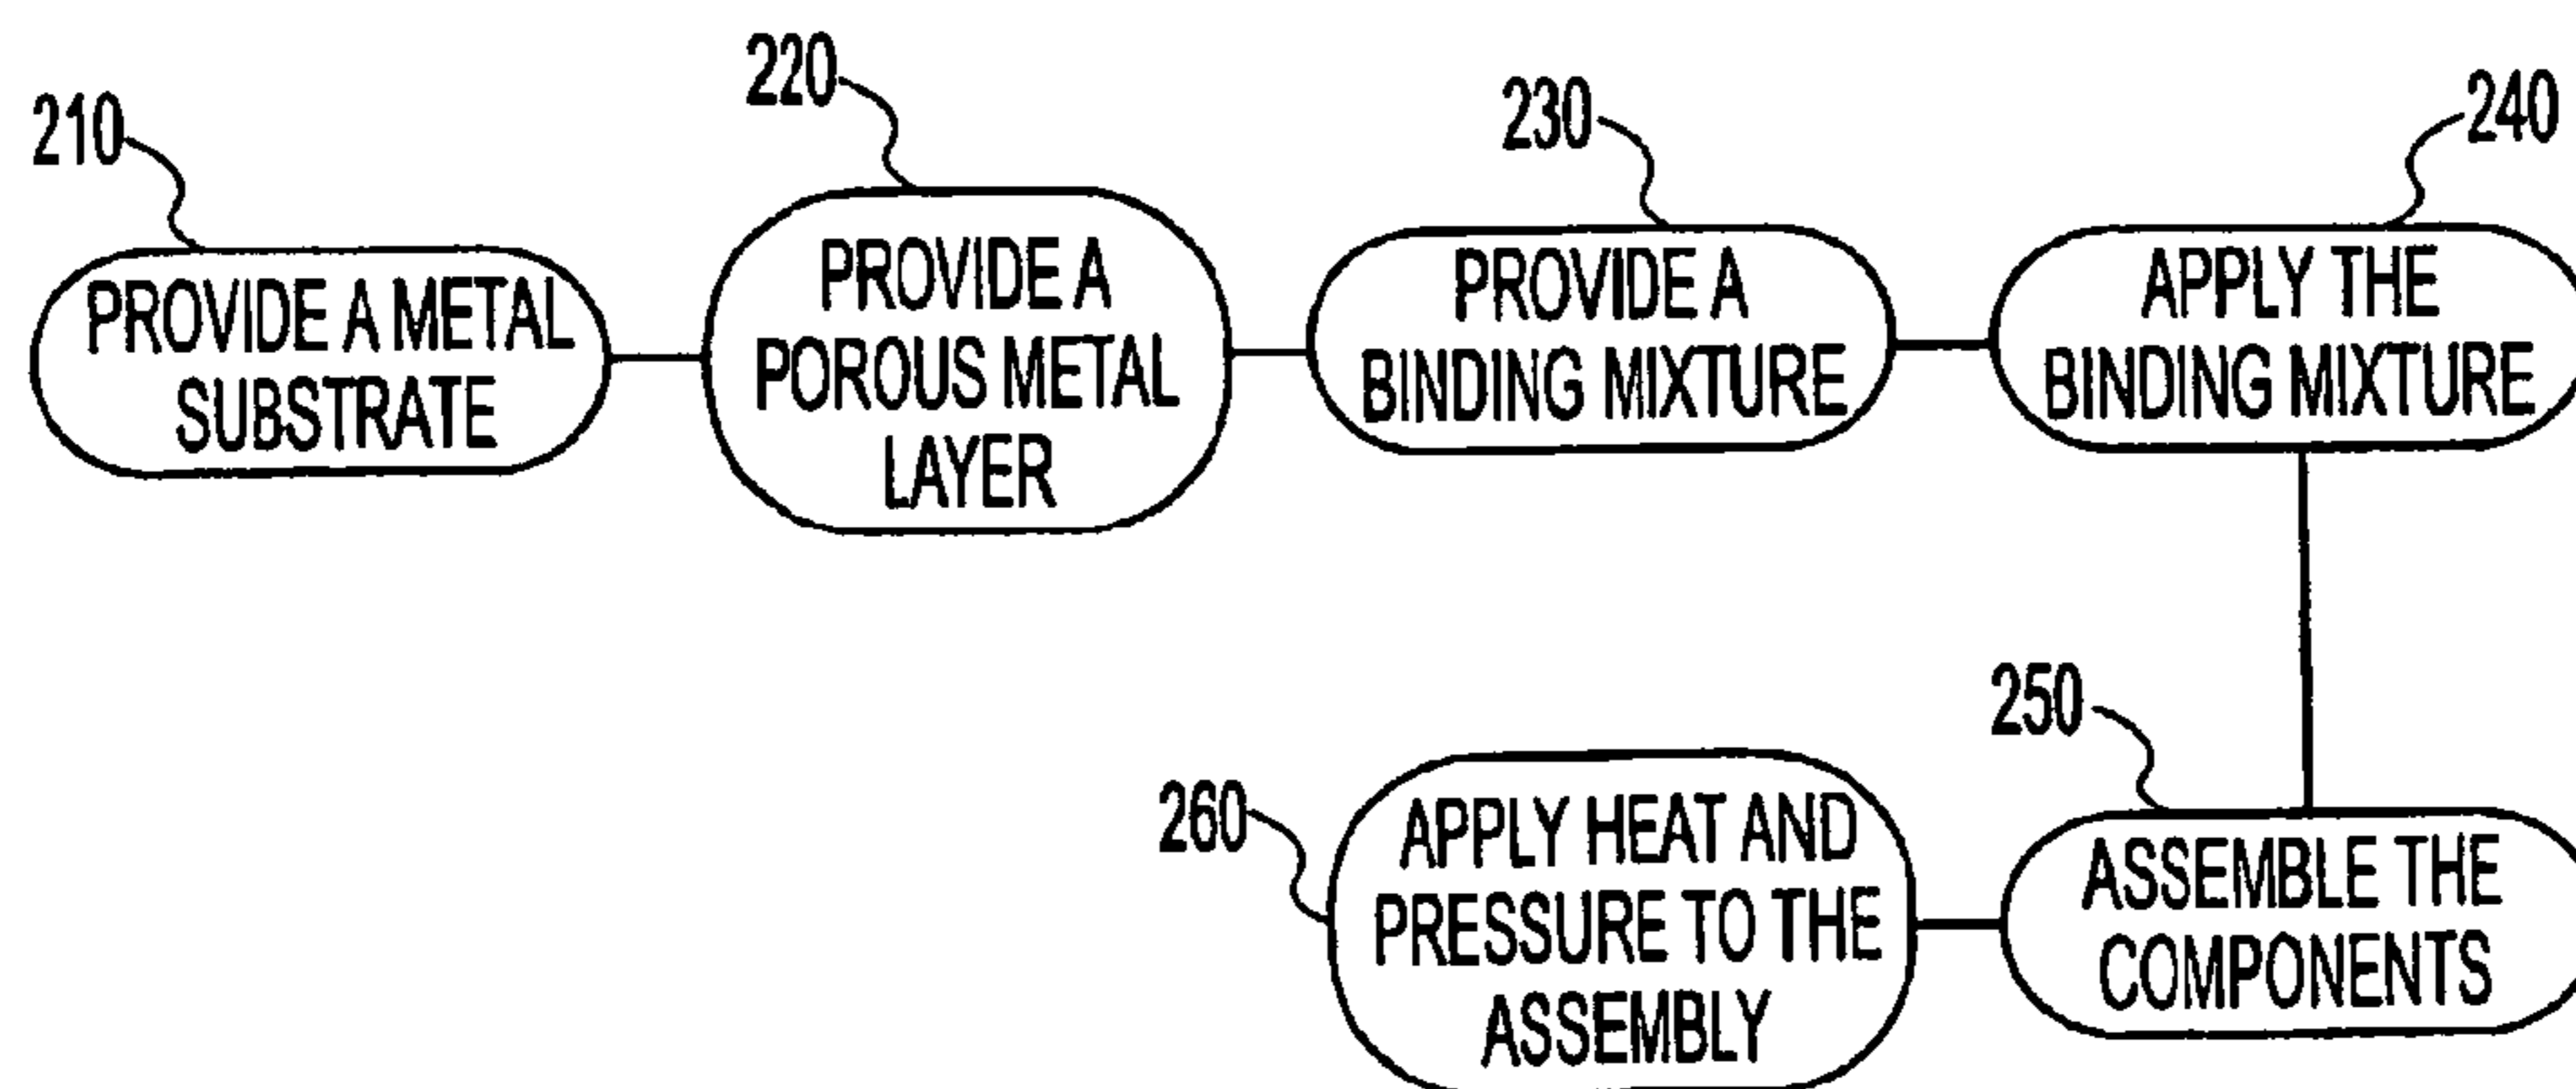 210
PROVIDE A METAL
SUBSTRATE
220
PROVIDE A
POROUS METAL
LAYER
230
PROVIDE A
BINDING MIXTURE
240
APPLY THE
BINDING MIXTURE
250
ASSEMBLE THE
COMPONENTS
260
APPLY HEAT AND
PRESSURE TO THE
ASSEMBLY